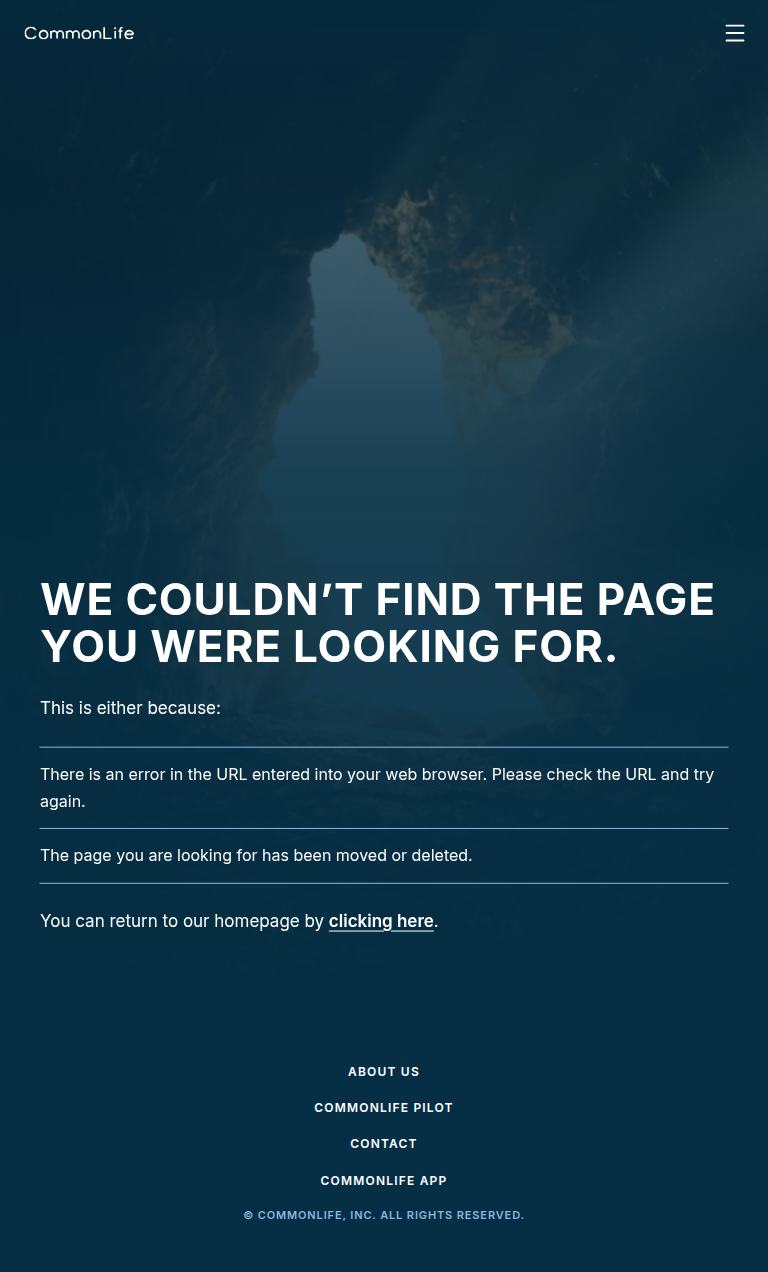 CommonLife
WE COULDN’T FIND THE PAGE
YOU WERE LOOKING FOR.
This is either because:
There is an error in the URL entered into your web browser. Please check the URL and try
again.
The page you are looking for has been moved or deleted.
You can return to our homepage by clicking here.
ABOUT US
COMMONLIFE PILOT
CONTACT
COMMONLIFE APP
© COMMONLIFE, INC. ALL RIGHTS RESERVED.